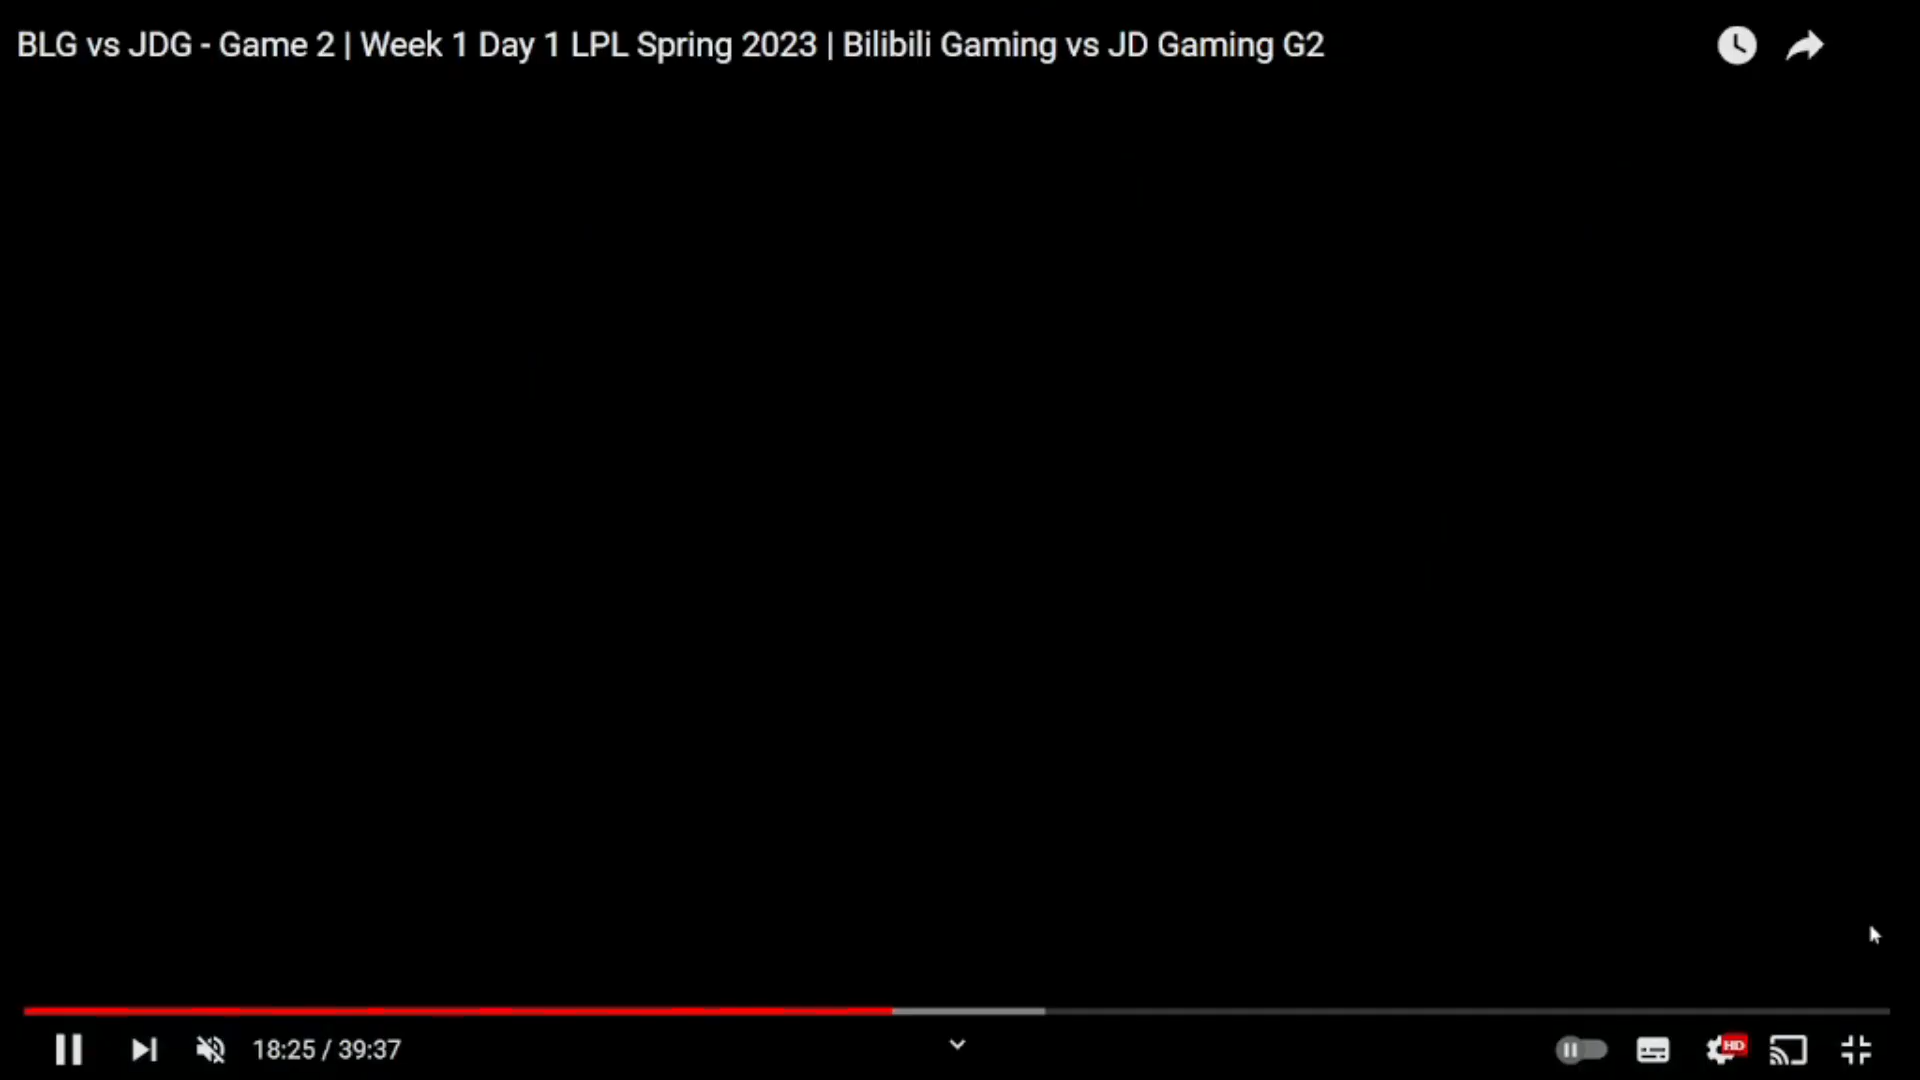 BLG vs JDG - Game 2 | Week 1 Day 1 LPL Spring 2023 | Bilibili Gaming vs JD Gaming G2
18:25 / 39:37
HD